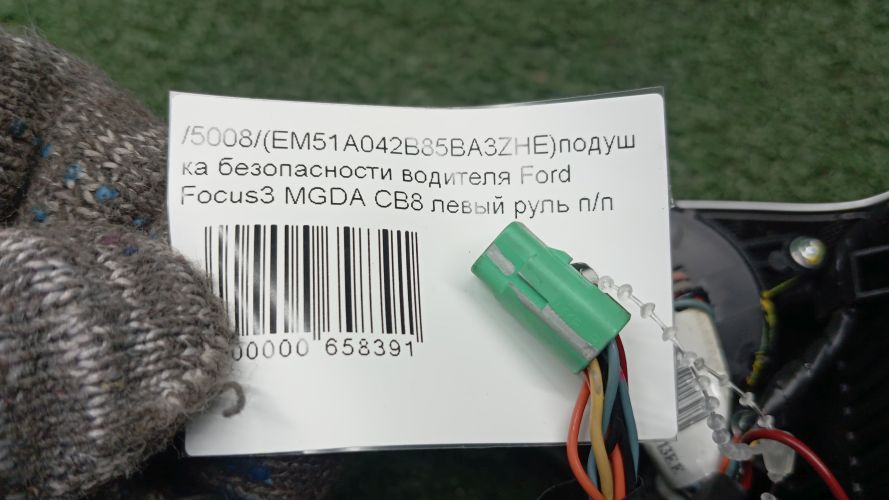 /5008/(EM51A042B85BA3ZHE)подуш
ка безопасности водителя Ford
Focus3 MGDA CB8 левый руль п/п
00000 658391